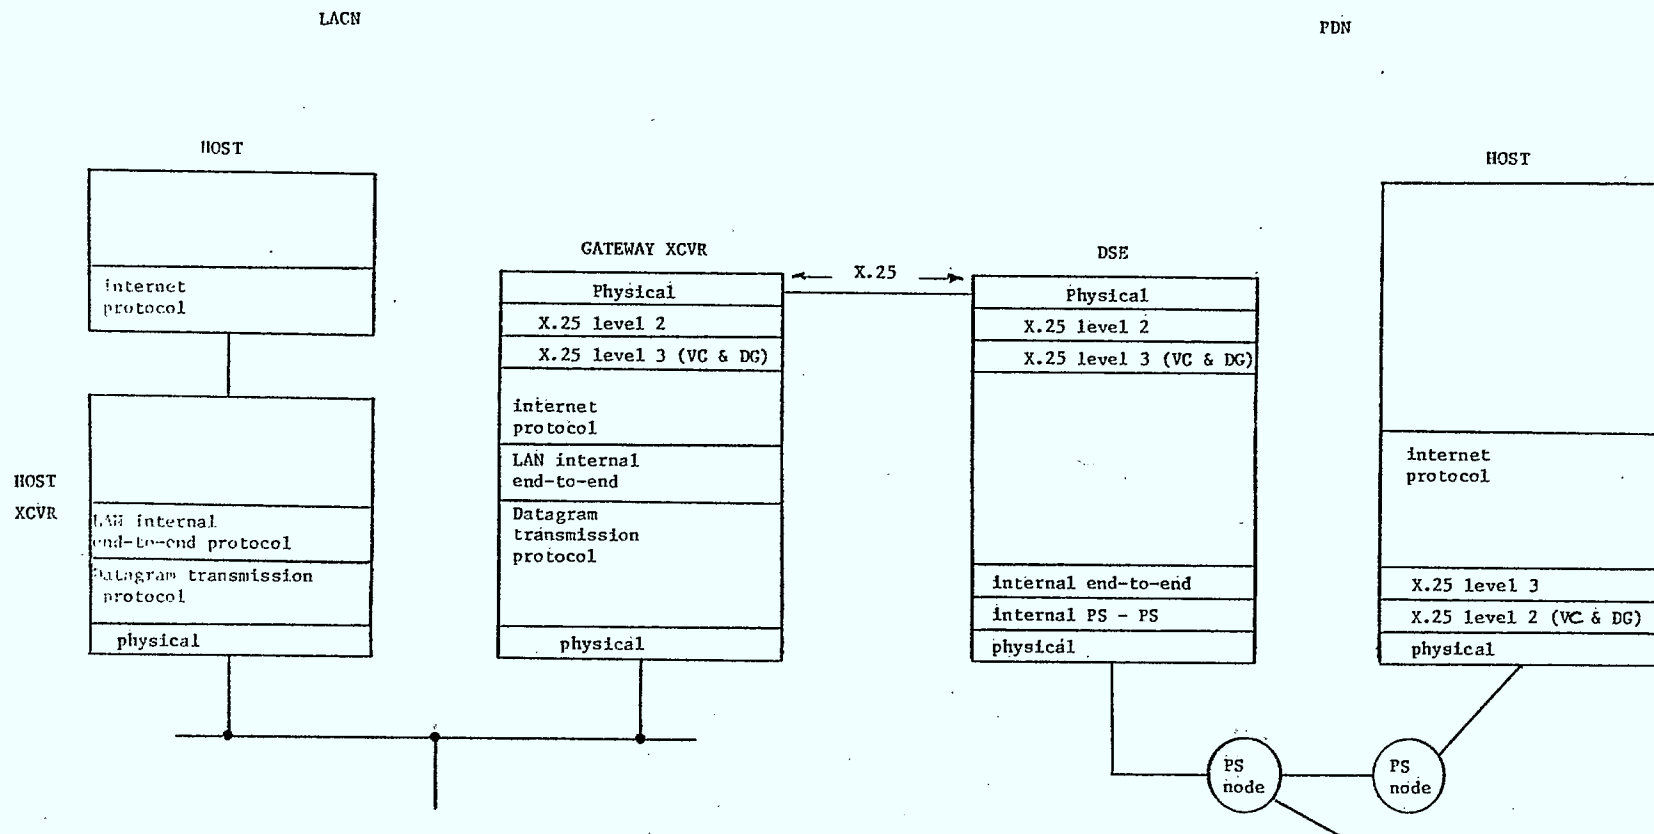 LACN
PDN
HOST
internet
protocol
HOST
XCVR
LAN internal
end-to-end protocol
Datagram transmission
protocol
physical
GATEWAY XCVR
Physical
X.25 level 2
X.25 level 3 (VC & DG)
internet
protocol
LAN internal
end-to-end
Datagram
transmission
protocol
physical
X.25
DSE
Physical
X.25 level 2
X.25 level 3 (VC & DG)
internal end-to-end
internal PS - PS
physical
HOST
internet
protocol
X.25 level 3
X.25 level 2 (VC & DG)
physical
PS
node
PS
node